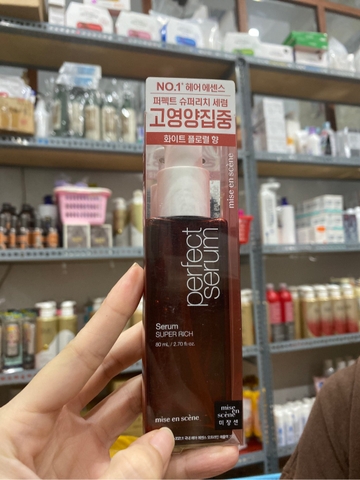 NO.1* 헤어 에센스
퍼펙트 슈퍼리치 세럼
고영양집중
화이트 플로럴 향
mise en scène
perfect
serum
Serum
SUPER RICH
80 mL / 2.70 fl.oz.
mise en scène
mise
en
scène
미쟝센